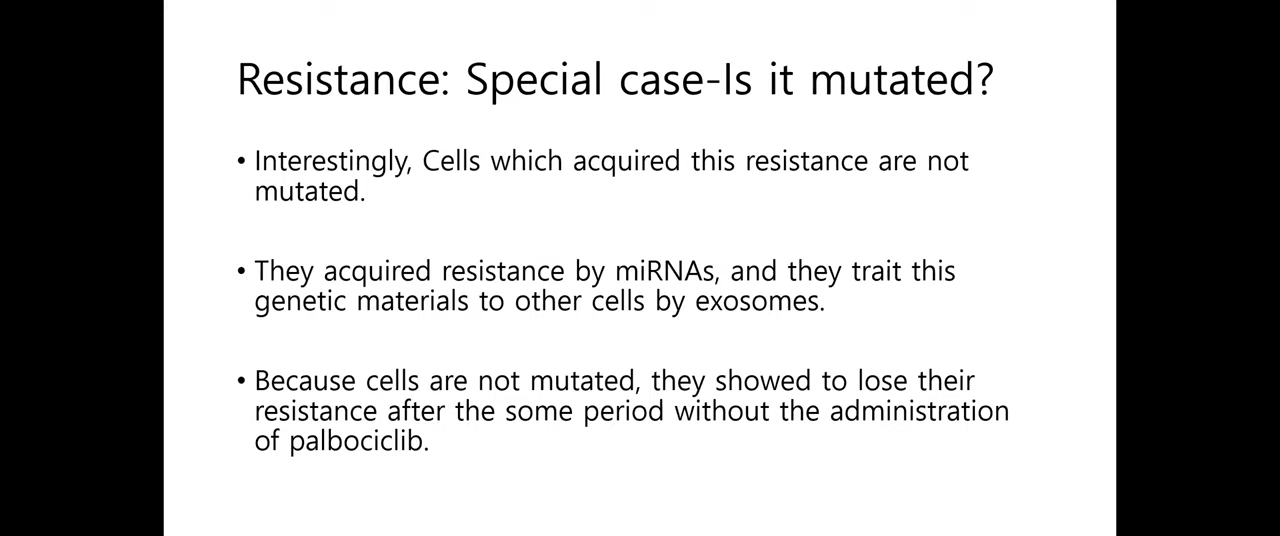 Resistance: Special case-Is it mutated?
• Interestingly, Cells which acquired this resistance are not
mutated.
• They acquired resistance by miRNAs, and they trait this
genetic materials to other cells by exosomes.
• Because cells are not mutated, they showed to lose their
resistance after the some period without the administration
of palbociclib.